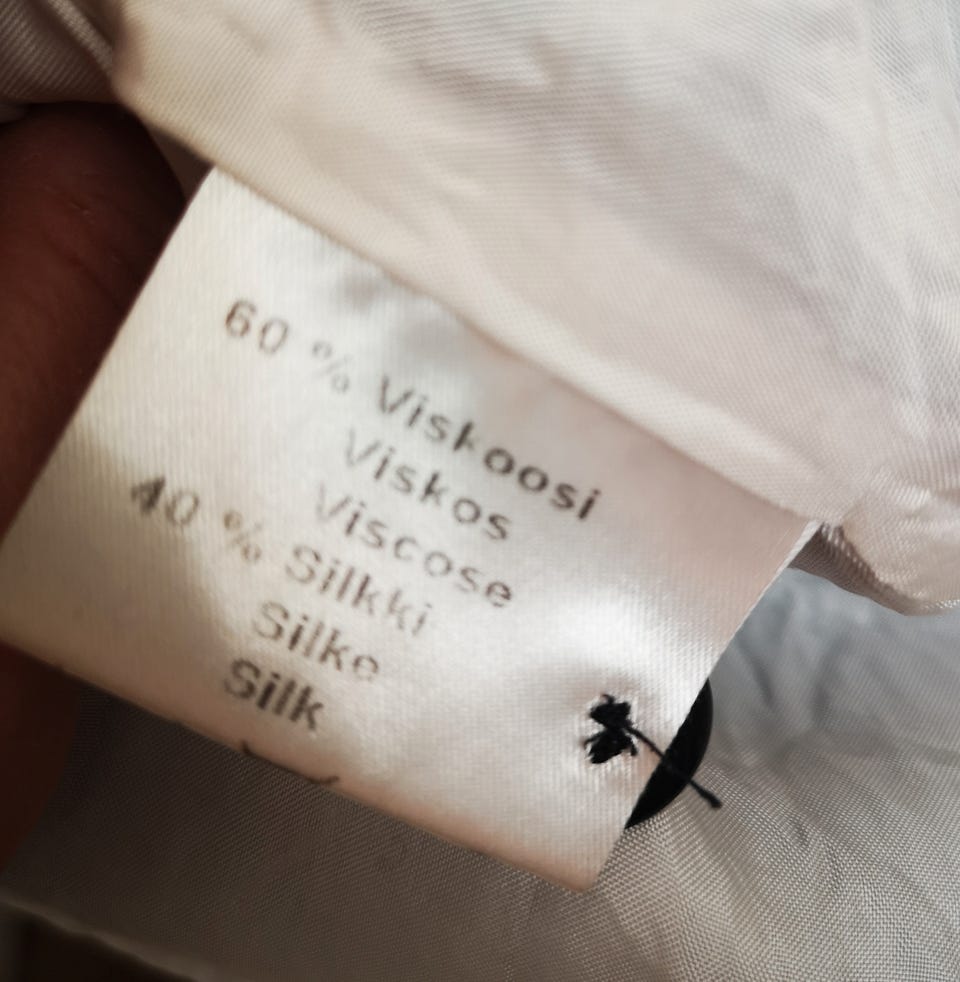 60 % Viskoosi
Viskos
Viscose
40 % Silkki
Silke
Silk